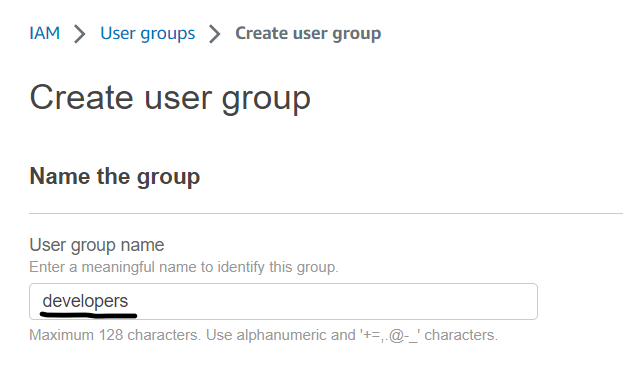 IAM > User groups > Create user group
Create user group
Name the group
User group name
Enter a meaningful name to identify this group.
developers
Maximum 128 characters. Use alphanumeric and '+=,.@-_' characters.